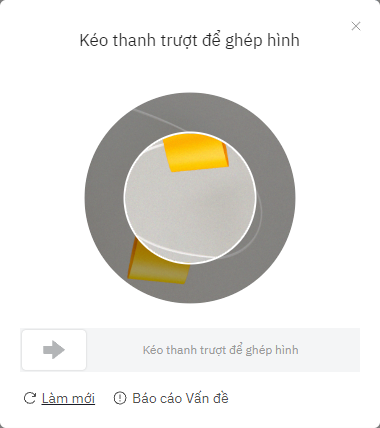 Kéo thanh trượt để ghép hình
Kéo thanh trượt để ghép hình
Làm mới
Báo cáo Vấn đề